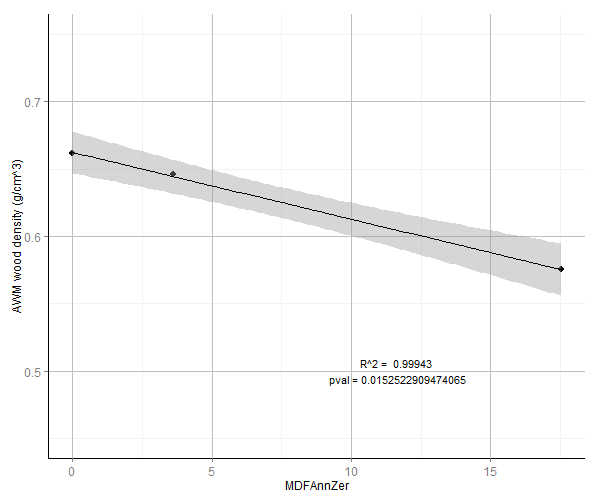 AWM wood density (g/cm^3)
0.7
0.6
0.5
R^2 = 0.99943
pval = 0.0152522909474065
0 5 10 15
MDFAnnZer